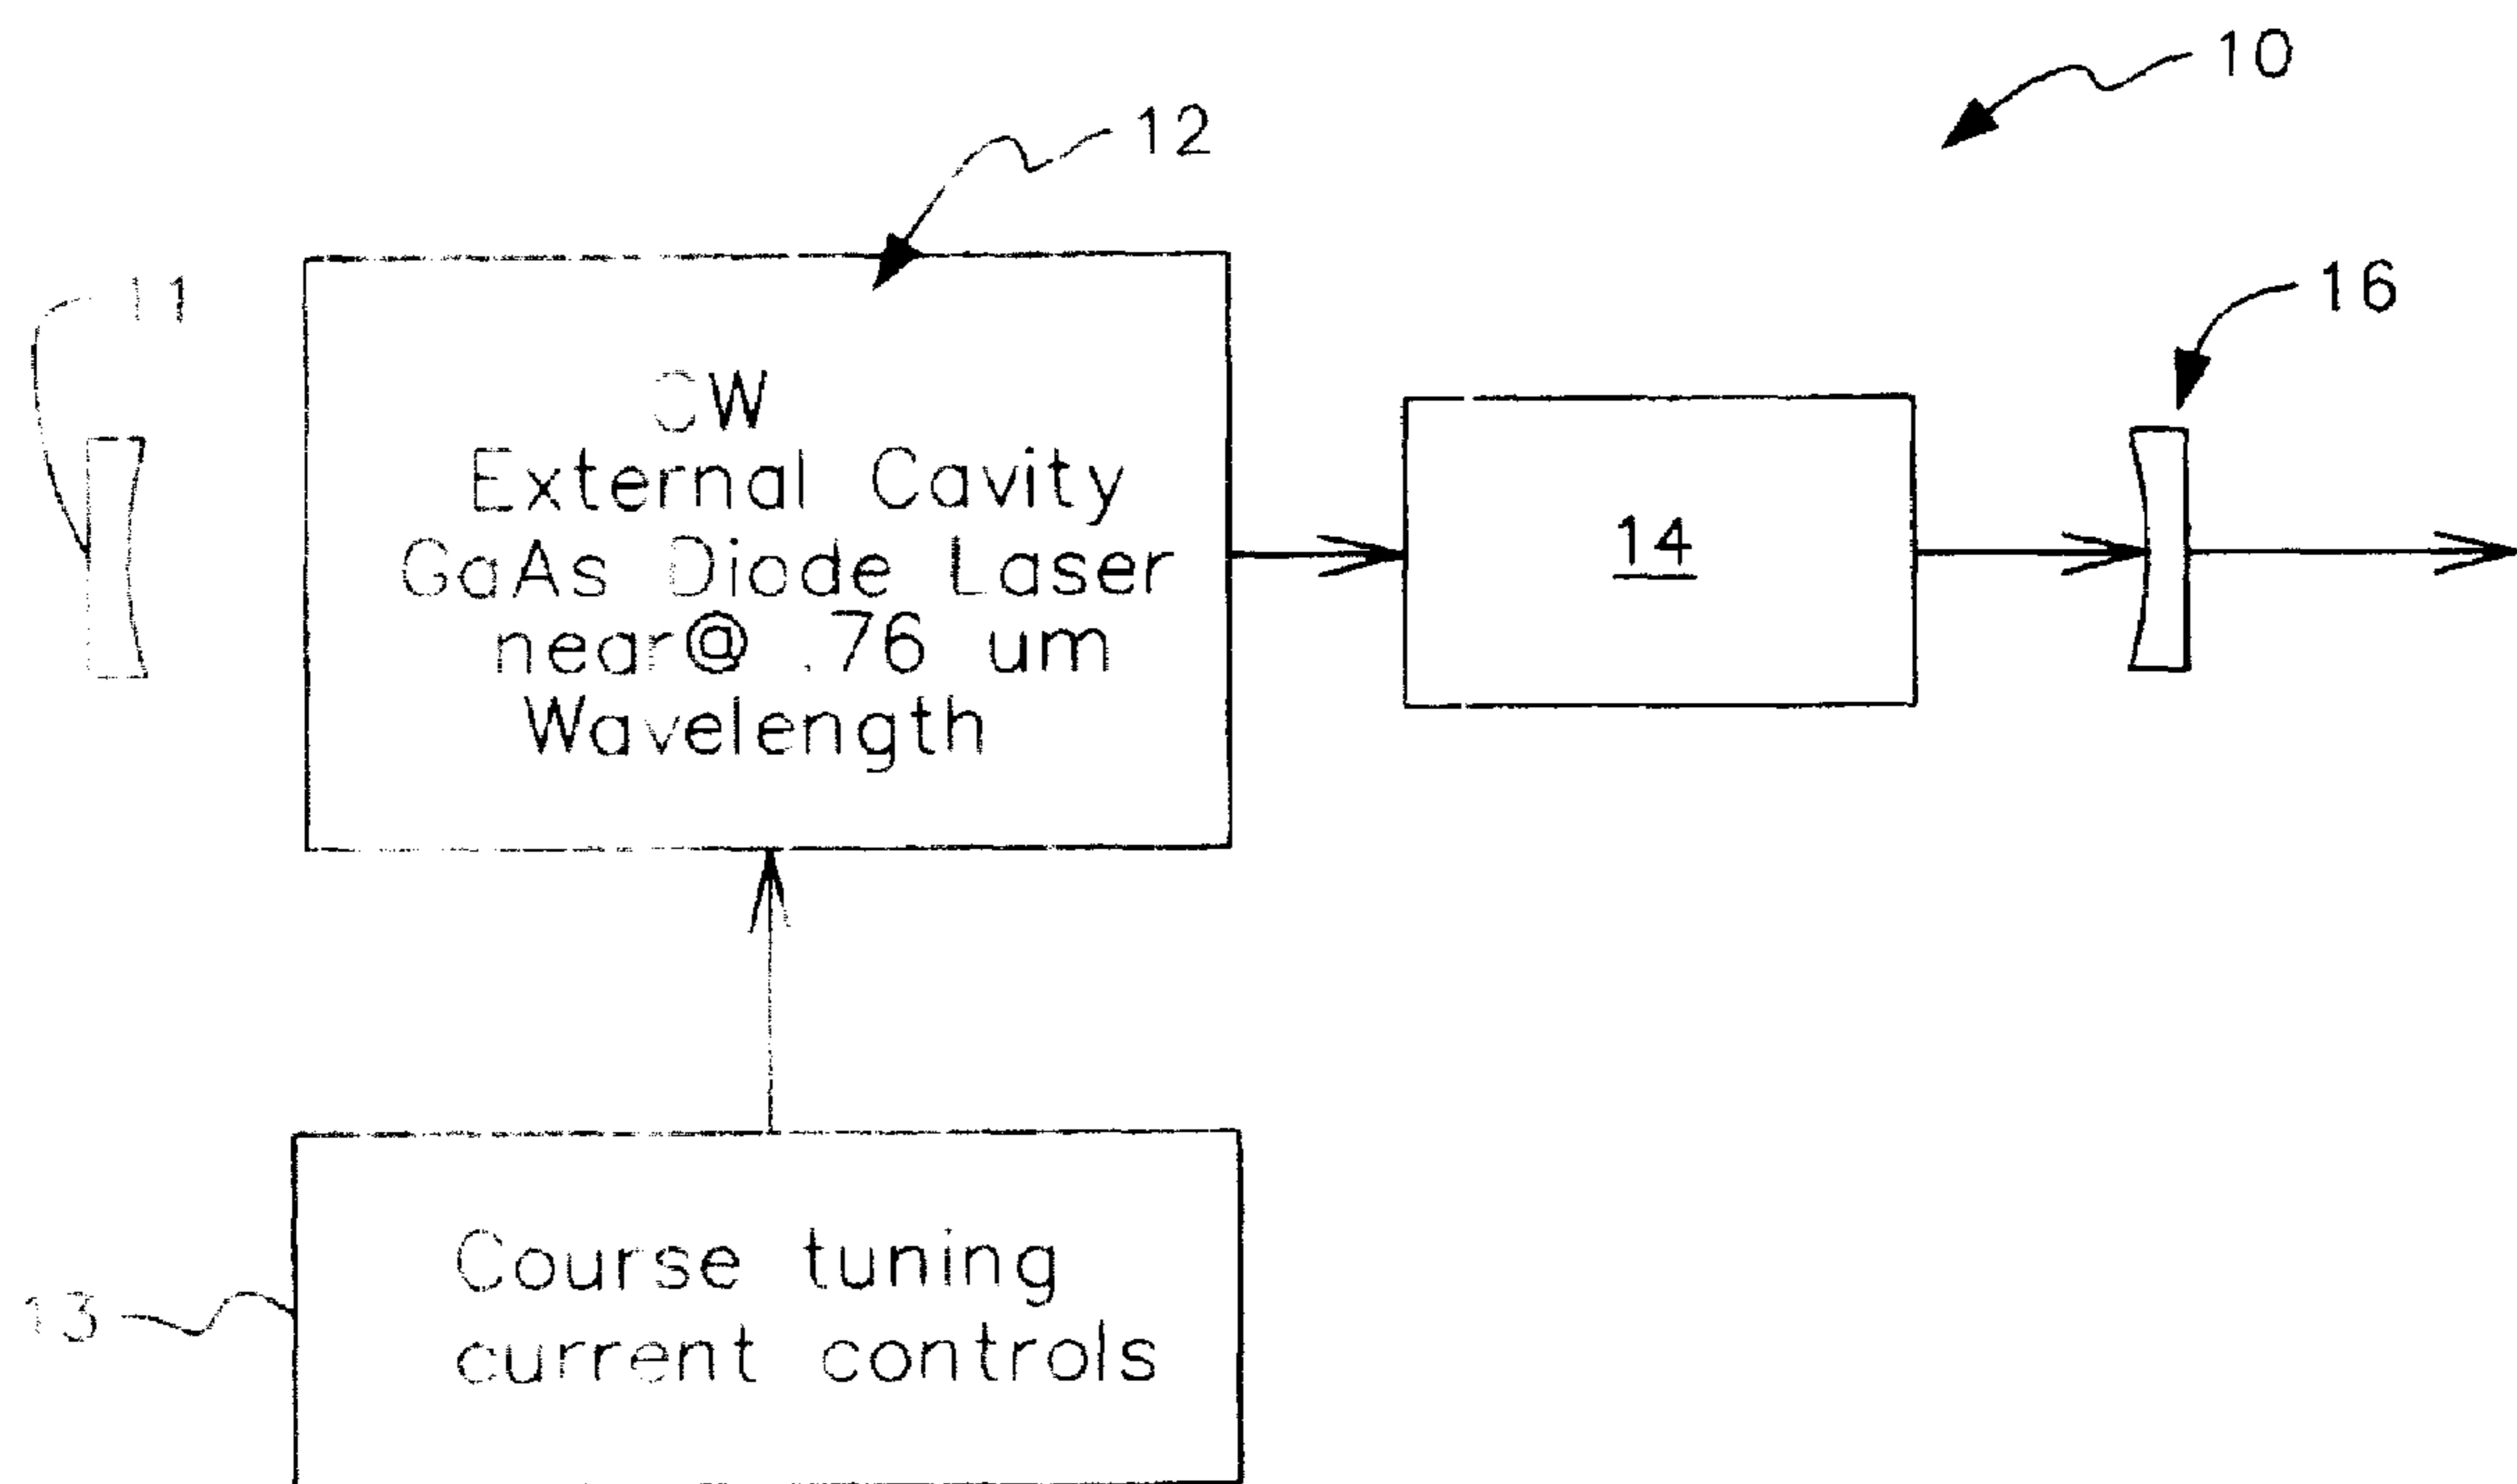 10
12
11
16
CW
External Cavity
GaAs Diode Laser
near@ .76 um
Wavelength
14
Course tuning
current controls
13